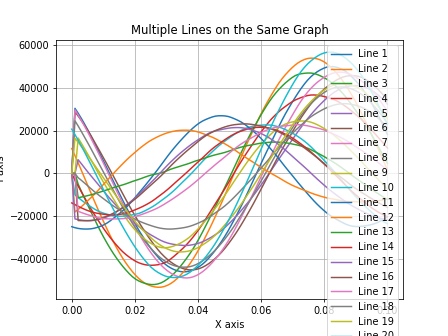 Multiple Lines on the Same Graph
60000
40000
20000
0
−20000
−40000
0.00
0.02
0.04
0.06
X axis
Line 1
Line 2
Line 3
Line 4
Line 5
Line 6
Line 7
Line 8
Line 9
Line 10
Line 11
Line 12
Line 13
Line 14
Line 15
Line 16
Line 17
Line 18
Line 19
Line 20